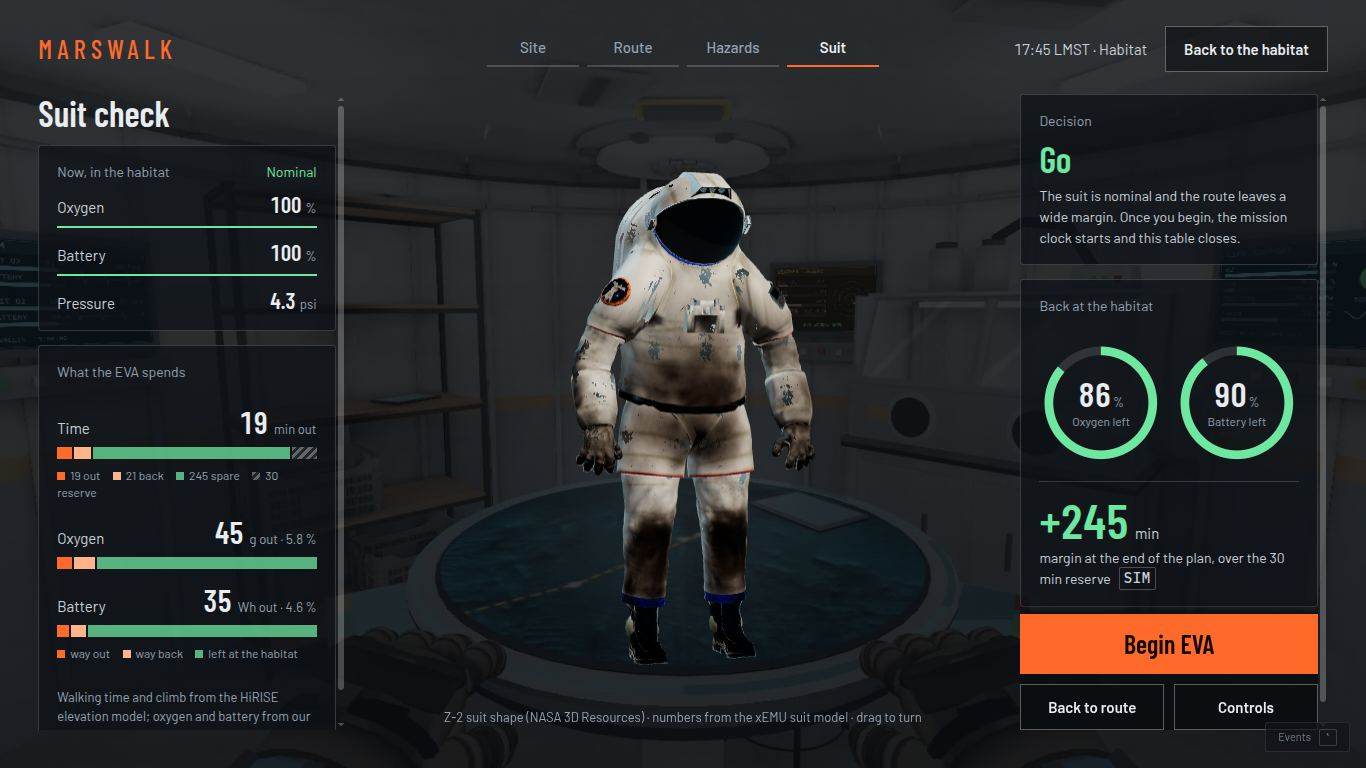 MARSWALK
Site
Route
Hazards
Suit
17:45 LMST · Habitat
Back to the habitat
Suit check
Now, in the habitat
Nominal
Oxygen
100 %
Battery
100 %
Pressure
4.3 psi
What the EVA spends
Time
19 min out
19 out
21 back
245 spare
30
reserve
Oxygen
45 g out · 5.8 %
Battery
35 Wh out · 4.6 %
way out
way back
left at the habitat
Walking time and climb from the HiRISE
elevation model; oxygen and battery from our
Z-2 suit shape (NASA 3D Resources) · numbers from the xEMU suit model · drag to turn
Decision
Go
The suit is nominal and the route leaves a
wide margin. Once you begin, the mission
clock starts and this table closes.
Back at the habitat
86 %
Oxygen left
90 %
Battery left
+245 min
margin at the end of the plan, over the 30
min reserve SIM
Begin EVA
Back to route
Controls
Events